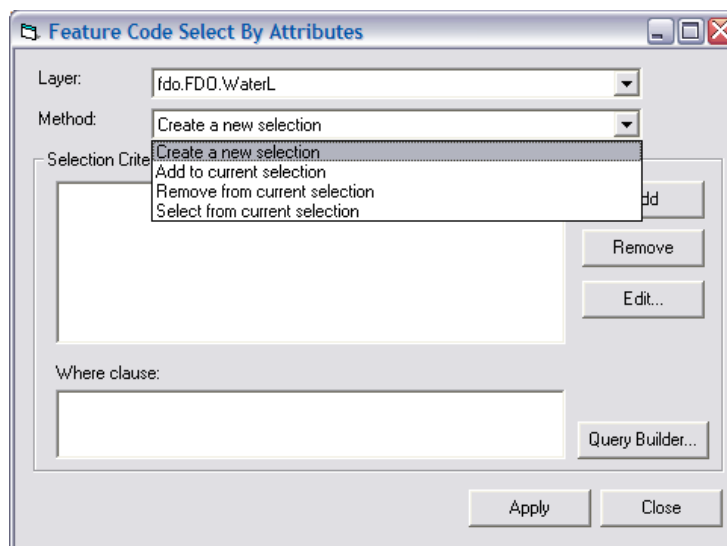 Feature Code Select By Attributes
Layer:
fdo.FDO.WaterL
Method:
Create a new selection
Create a new selection
Add to current selection
Remove from current selection
Select from current selection
Selection
Remove
Edit...
Where clause:
Query Builder...
Apply
Close